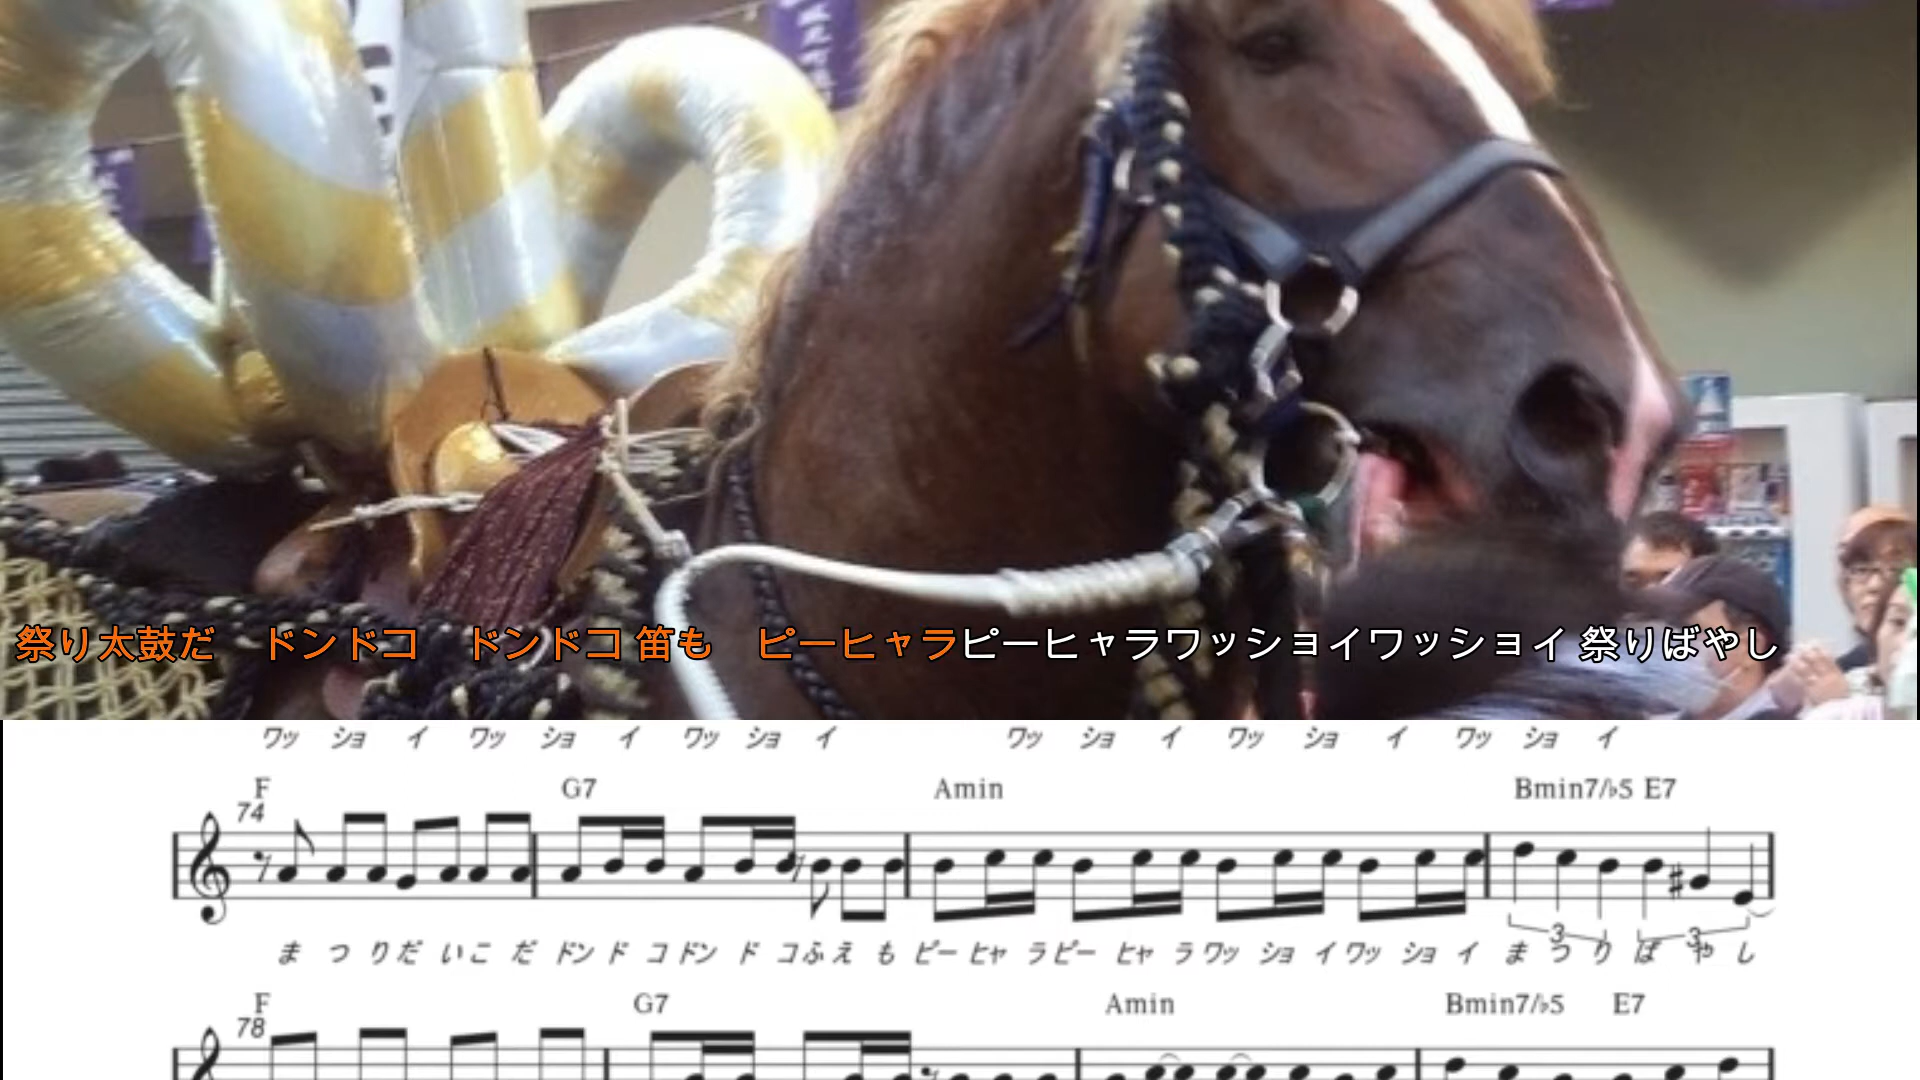 祭り太鼓だ　ドンドコ　ドンドコ 笛も　ピーヒャラピーヒャラワッショイワッショイ 祭りばやし
ワッ ショ イ ワッ ショ イ ワッ ショ イ ワッ ショ イ ワッ ショ イ ワッ ショ イ
F G7 Amin Bmin7/♭5 E7
74
3 3
ま つ りだ いこ だ ドン ド コ ドン ド コふえ も ピー ヒャ ラピー ヒャ ラワッ ショ イワッ ショ イ ま つ り ば や し
F G7 Amin Bmin7/♭5 E7
78